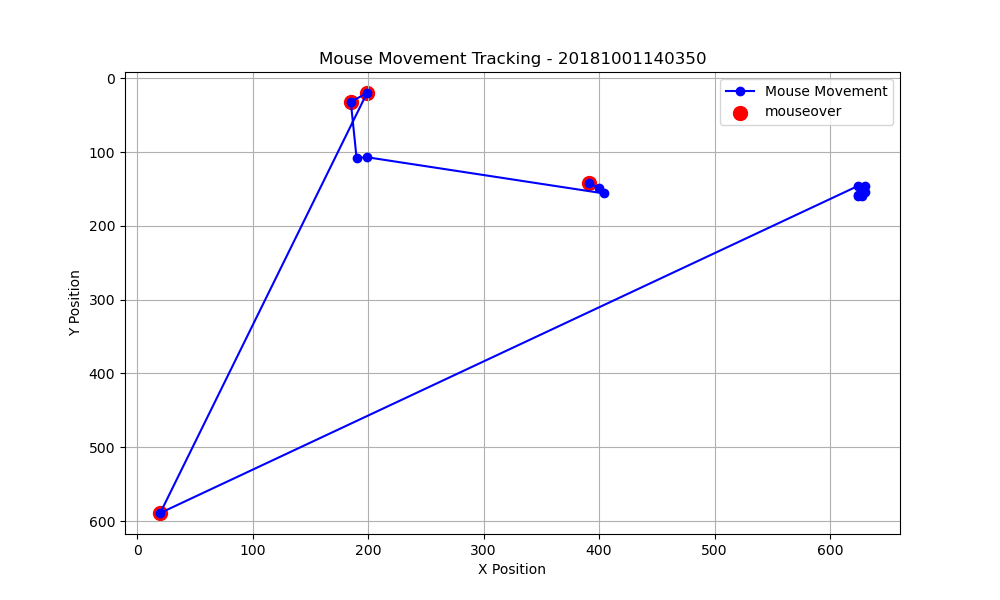 Mouse Movement Tracking - 20181001140350
Mouse Movement
mouseover
0
100
200
300
400
500
600
Y Position
0 100 200 300 400 500 600
X Position